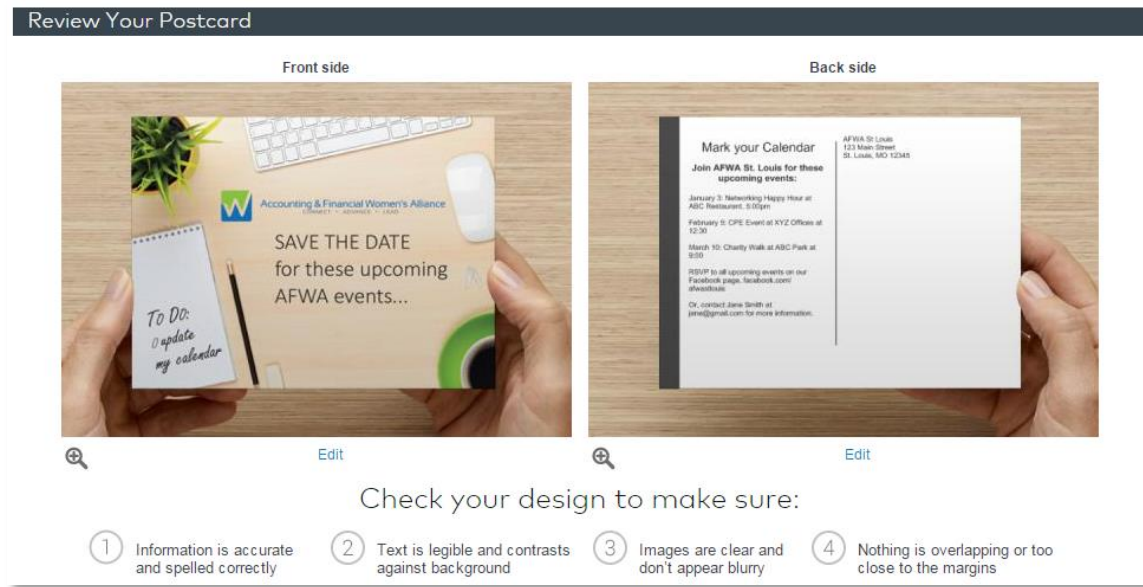 Review Your Postcard
Front side
Back side
Accounting & Financial Women's Alliance
CONNECT • ADVANCE • LEAD
SAVE THE DATE
for these upcoming
AFWA events...
To Do:
update
my calendar
Mark your Calendar
Join AFWA St. Louis for these
upcoming events:
January 3: Networking Happy Hour at
ABC Restaurant, 5:00pm
February 5: CPE Event at XYZ Offices at
12:30
March 10: Charity Walk at ABC Park at
9:00
RSVP to all upcoming events on our
Facebook page, facebook.com/
afwastlouis
Or, contact Jane Smith at
jane@gmail.com for more information.
AFWA St Louis
123 Main Street
St. Louis, MO 12345
Edit
Edit
Check your design to make sure:
1 Information is accurate
and spelled correctly
2 Text is legible and contrasts
against background
3 Images are clear and
don't appear blurry
4 Nothing is overlapping or too
close to the margins